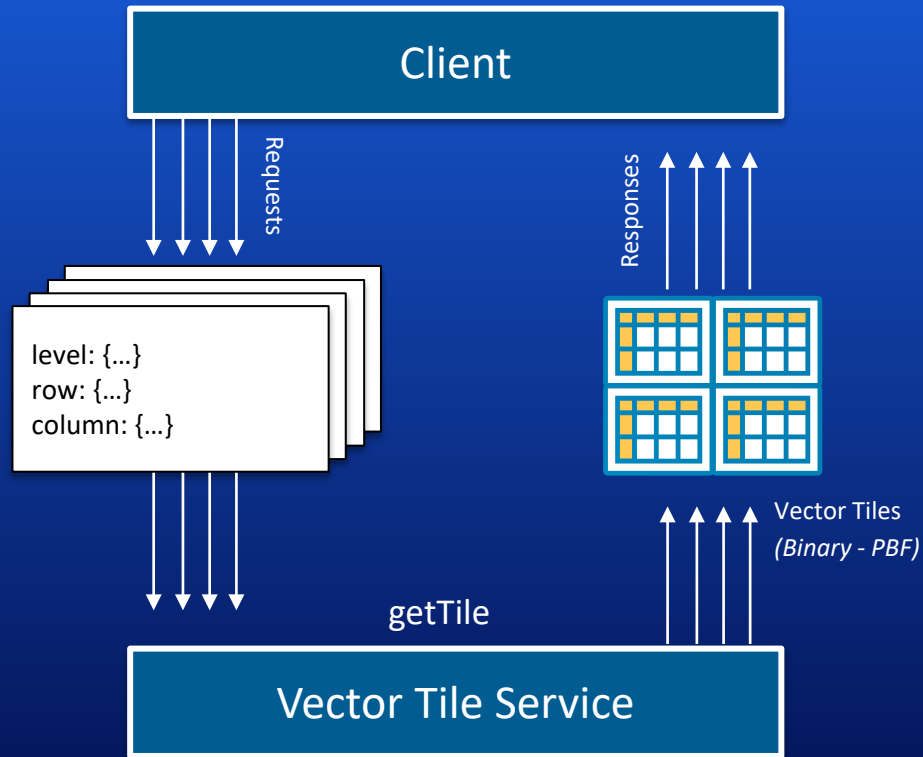 Client
Requests
Responses
level: {...}
row: {...}
column: {...}
Vector Tiles
(Binary - PBF)
getTile
Vector Tile Service